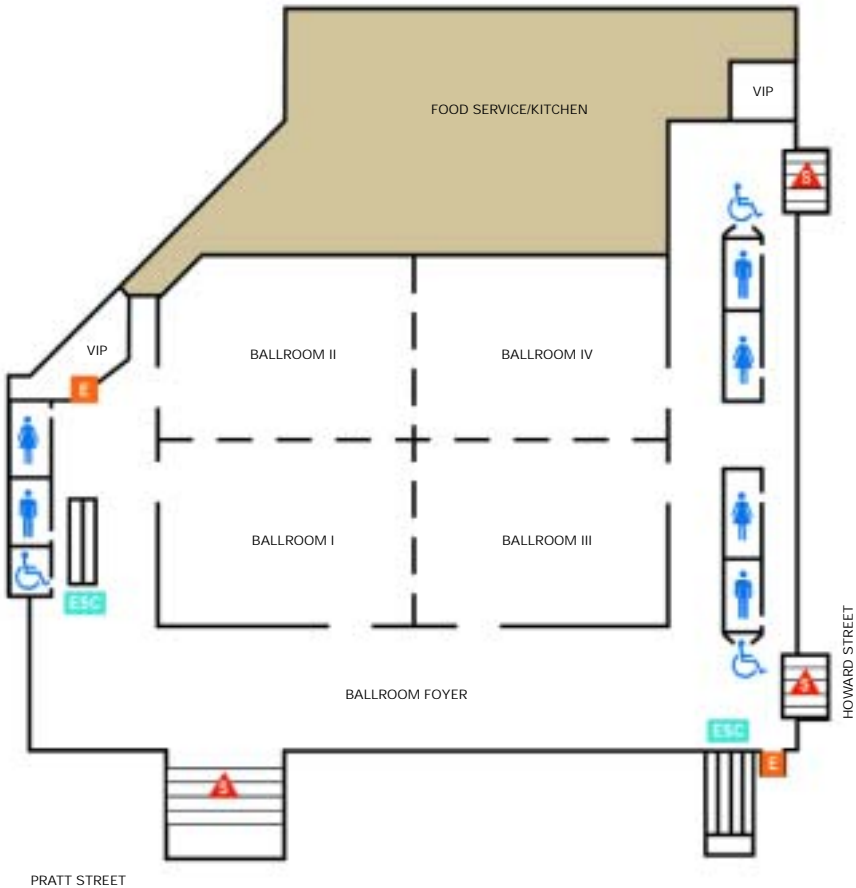 FOOD SERVICE/KITCHEN
VIP
S
VIP
BALLROOM II
BALLROOM IV
E
BALLROOM I
BALLROOM III
ESC
HOWARD STREET
S
BALLROOM FOYER
ESC
E
S
PRATT STREET